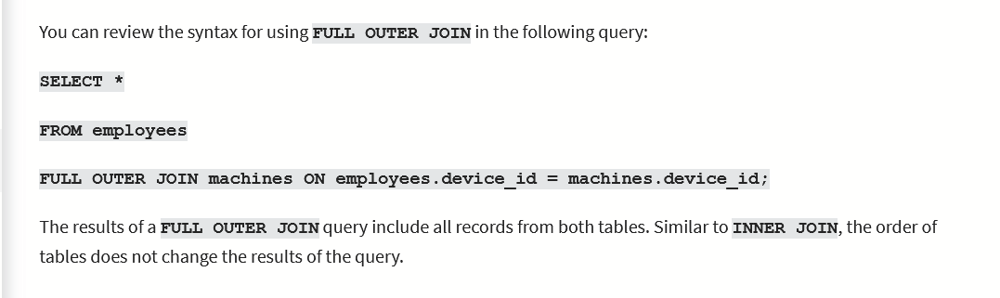 You can review the syntax for using FULL OUTER JOIN in the following query:
SELECT *
FROM employees
FULL OUTER JOIN machines ON employees.device_id = machines.device_id;
The results of a FULL OUTER JOIN query include all records from both tables. Similar to INNER JOIN, the order of
tables does not change the results of the query.